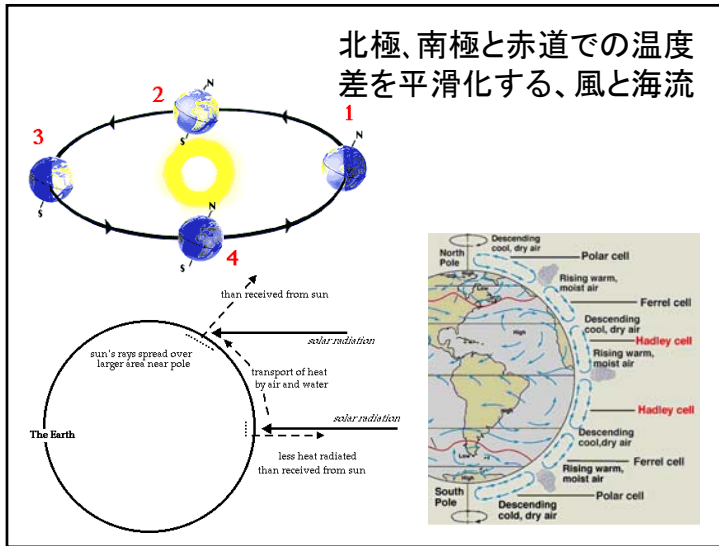 北極、南極と赤道での温度
差を平滑化する、風と海流
N
2
1
N
3
S
N
N
S
S
4
S
than received from sun
solar radiation
sun's rays spread over
larger area near pole
transport of heat
by air and water
solar radiation
The Earth
less heat radiated
than received from sun
Descending
cool, dry air
North
Pole
Polar cell
Rising warm,
moist air
Low
Ferrel cell
High
Descending
cool, dry air
Hadley cell
Rising warm,
moist air
Hadley cell
High
Descending
cool,dry air
Ferrel cell
Low
Rising warm,
moist air
High
South
Pole
Polar cell
Descending
cold, dry air